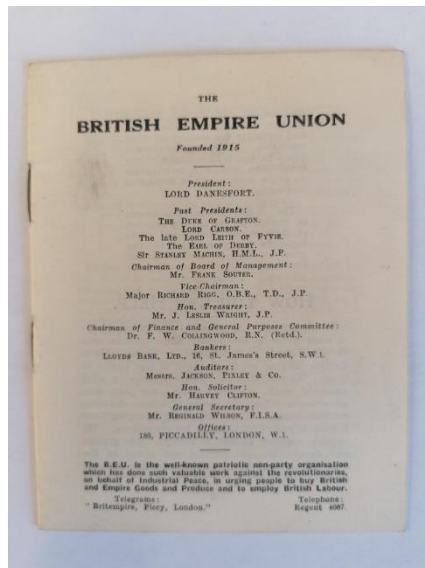 THE
BRITISH EMPIRE UNION
Founded 1915
President:
LORD DANESFORT.
Past Presidents:
THE DUKE OF GRAFTON.
LORD CARSON.
The late LORD LEITH OF FYVIE.
THE EARL OF DERBY.
Sir STANLEY MACHIN, H.M.L., J.P.
Chairman of Board of Management:
Mr. FRANK SOUTER.
Vice-Chairman:
Major RICHARD RIGG, O.B.E., T.D., J.P.
Hon. Treasurer:
Mr. J. LESLIE WRIGHT, J.P.
Chairman of Finance and General Purposes Committee:
Dr. F. W. COLLINGWOOD, R.N. (Retd.).
Bankers:
LLOYDS BANK, LTD., 16, ST. JAMES'S STREET, S.W.1.
Auditors:
Messrs. JACKSON, PIXLEY & CO.
Hon. Solicitor:
Mr. HARVEY CLIFTON.
General Secretary:
Mr. REGINALD WILSON, F.I.S.A.
Offices:
180, PICCADILLY, LONDON, W.1.
The B.E.U. is the well-known patriotic non-party organisation
which has done such valuable work against the revolutionaries,
on behalf of Industrial Peace, in urging people to buy British
and Empire Goods and Produce and to employ British Labour.
Telegrams: Telephone:
"Britempire, Piccy, London." Regent